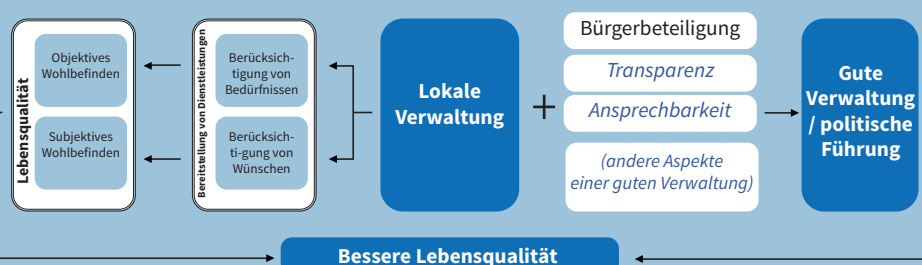 Lebensqualität
Objektives
Wohlbefinden
Subjektives
Wohlbefinden
Bereitstellung von Dienstleistungen
Berücksich-
tigung von
Bedürfnissen
Berücksich-
ti-gung von
Wünschen
Lokale
Verwaltung
+
Bürgerbeteiligung
Transparenz
Ansprechbarkeit
(andere Aspekte
einer guten Verwaltung)
Gute
Verwaltung
/ politische
Führung
Bessere Lebensqualität